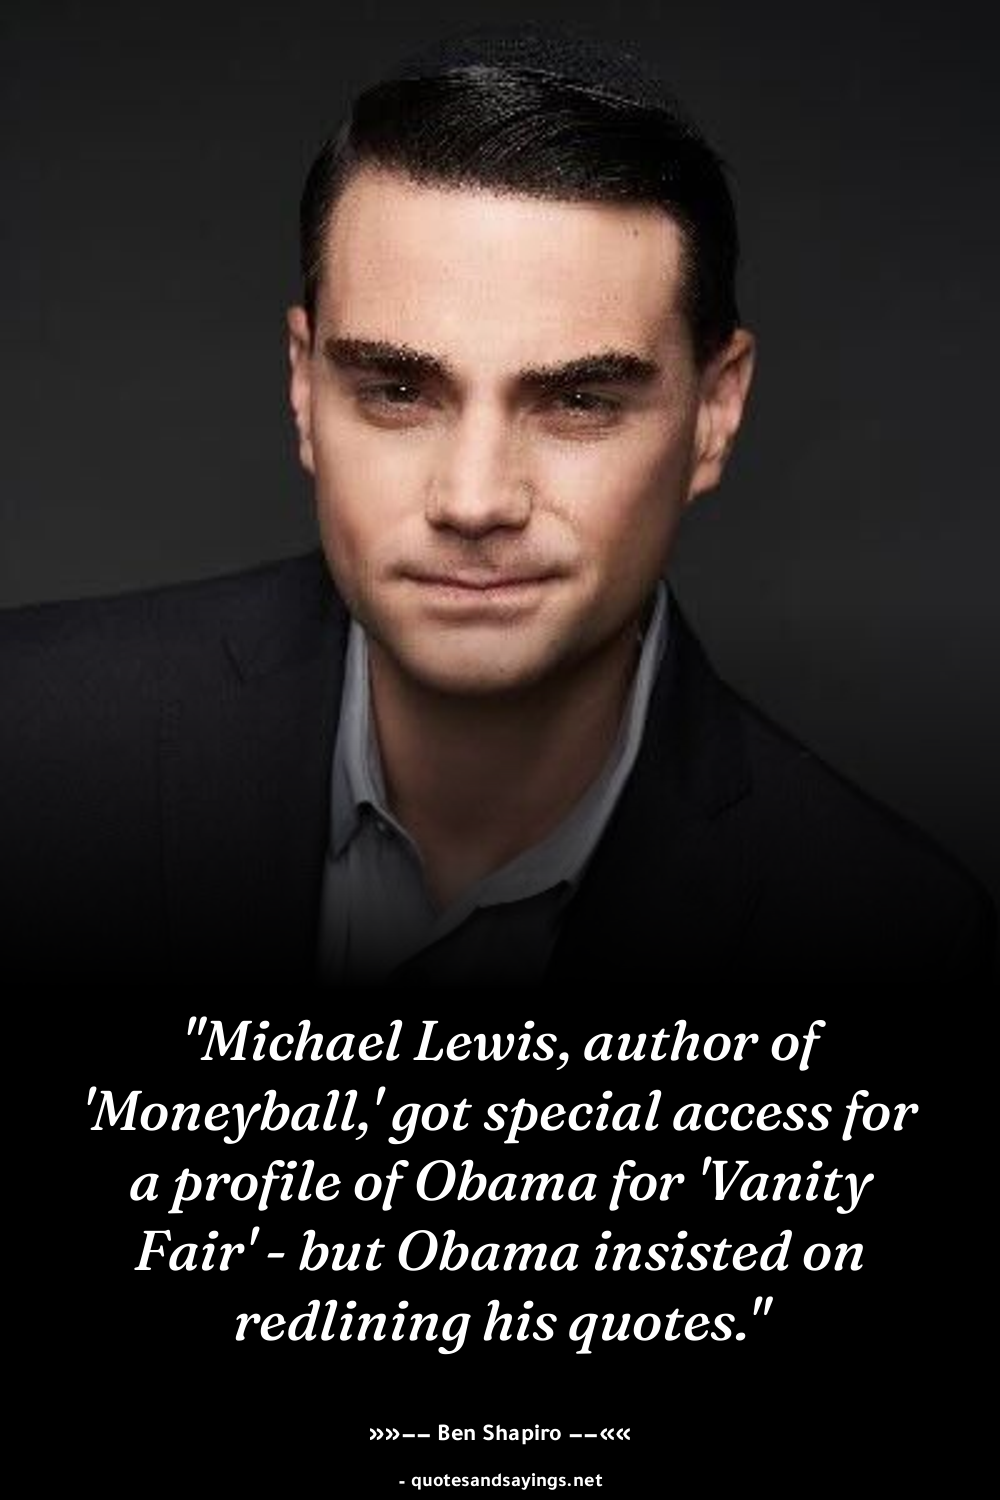 "Michael Lewis, author of
'Moneyball,' got special access for
a profile of Obama for 'Vanity
Fair' - but Obama insisted on
redlining his quotes."
»»−− Ben Shapiro −−««
- quotesandsayings.net